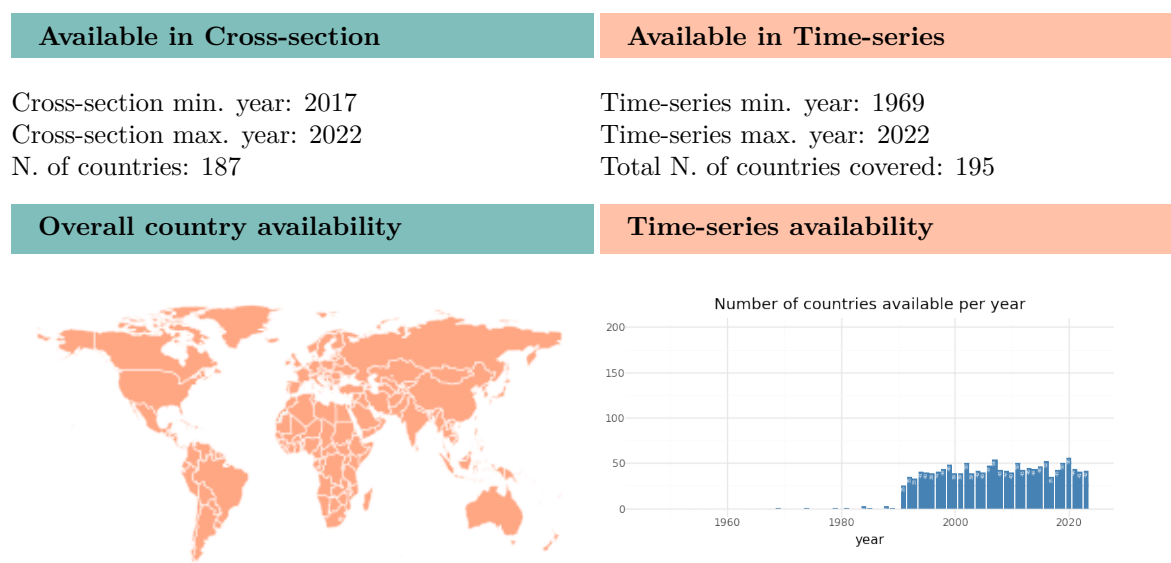 Available in Cross-section
Available in Time-series
Cross-section min. year: 2017
Cross-section max. year: 2022
N. of countries: 187
Time-series min. year: 1969
Time-series max. year: 2022
Total N. of countries covered: 195
Overall country availability
Time-series availability
Number of countries available per year
200
150
100
50
0
1960
1980
2000
2020
year